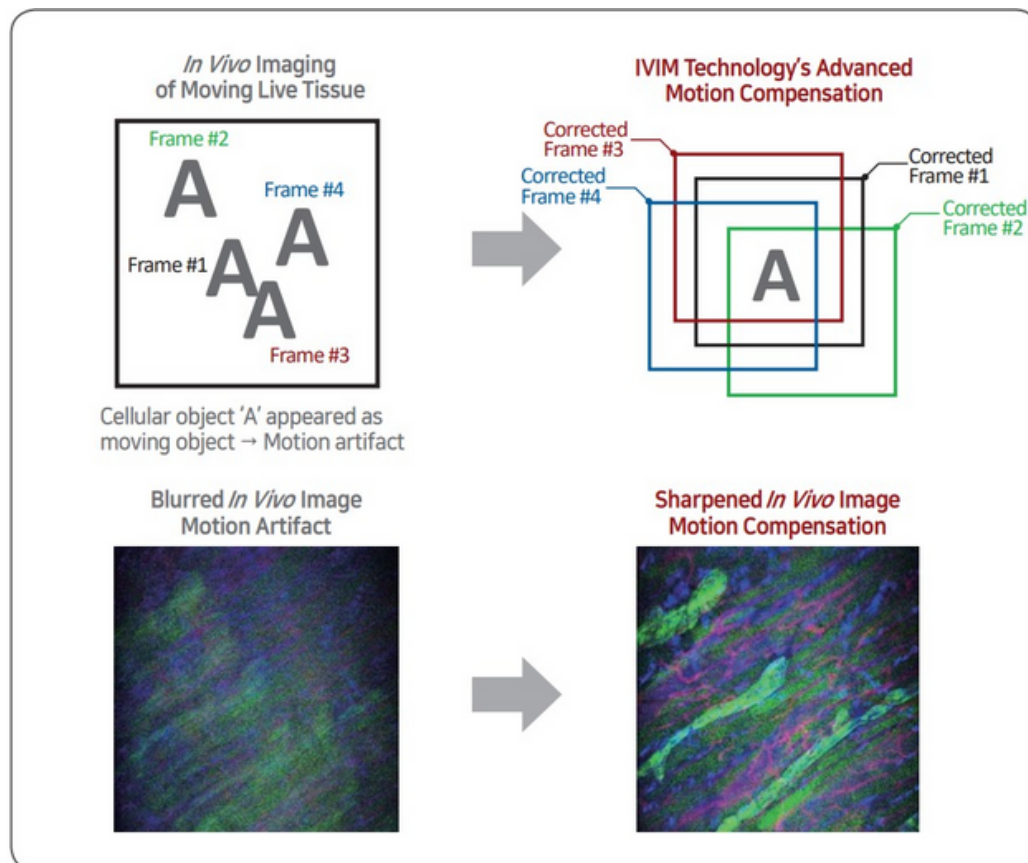 In Vivo Imaging
of Moving Live Tissue
Frame #2
A
Frame #4
A
Frame #1
A
A
Frame #3
Cellular object ‘A’ appeared as
moving object → Motion artifact
IVIM Technology's Advanced
Motion Compensation
Corrected
Frame #3
Corrected
Frame #1
Corrected
Frame #4
Corrected
Frame #2
A
Blurred In Vivo Image
Motion Artifact
Sharpened In Vivo Image
Motion Compensation